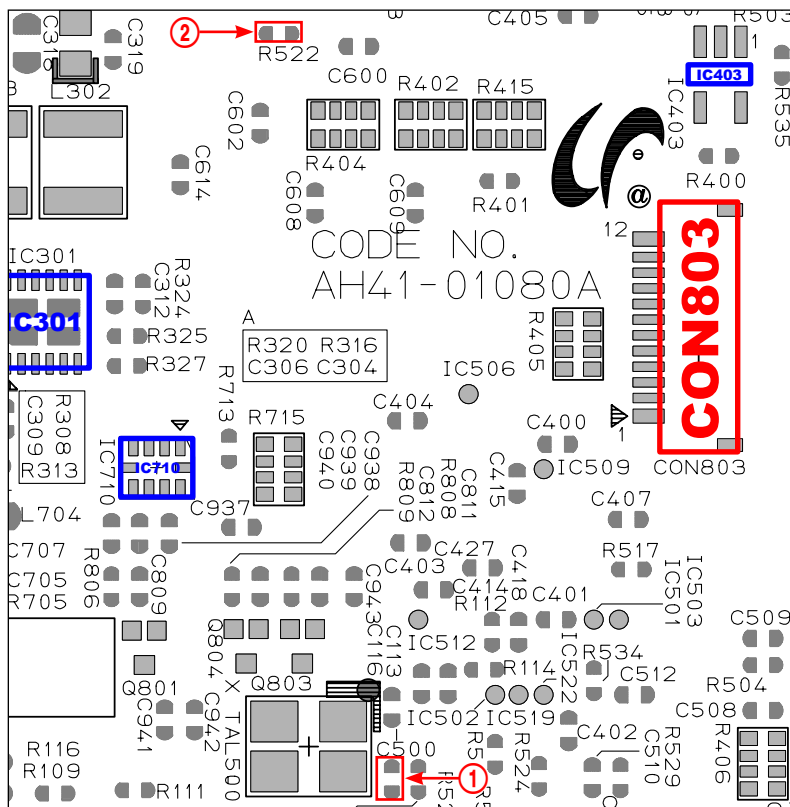 C318
C319
②
R522
C600
B
C405
R503
1
IC403
IC403
R535
L302
C602
R402
R415
R404
C614
C608
C609
R401
@
R400
CODE NO.
AH41-01080A
12
CON803
CON803
1
IC301
IC301
C312
R324
R325
R327
A
R320 R316
C306 C304
R405
IC506
C309
R308
R313
IC710
IC710
R713
R715
C940
C939
C938
C404
C400
IC509
C415
L704
C937
R809
C812
R808
C811
C407
C707
C705
R705
R806
C809
C403
C427
C414
C418
R517
C943
R112
C401
IC501
IC503
Q801
Q804
Q803
C116
C113
IC512
R114
IC522
R534
C512
C509
R504
C508
C941
C942
X TAL500
IC502
IC519
C402
C510
R529
R406
R116
R109
R111
C500
①
R524